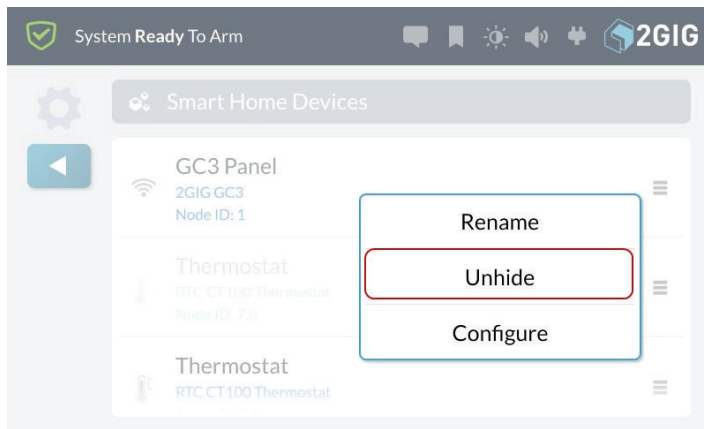 System Ready To Arm
2GIG
Smart Home Devices
GC3 Panel
2GIG GC3
Node ID: 1
Thermostat
RTC CT100 Thermostat
Node ID: 7.0
Thermostat
RTC CT100 Thermostat
Rename
Unhide
Configure